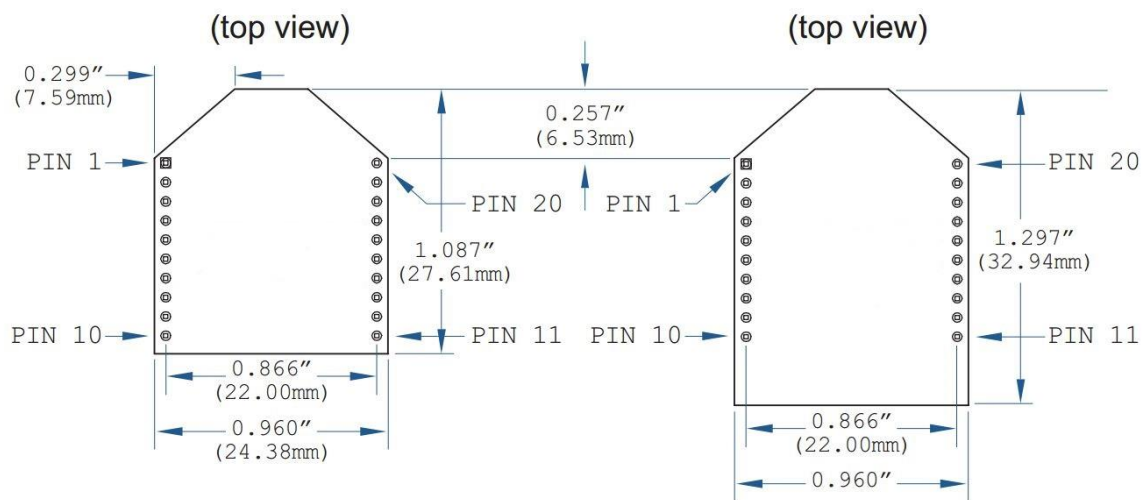 (top view)
0.299″
(7.59mm)
PIN 1
PIN 20
PIN 10
PIN 11
1.087″
(27.61mm)
0.866″
(22.00mm)
0.960″
(24.38mm)
0.257″
(6.53mm)
(top view)
PIN 1
PIN 20
PIN 10
PIN 11
1.297″
(32.94mm)
0.866″
(22.00mm)
0.960″